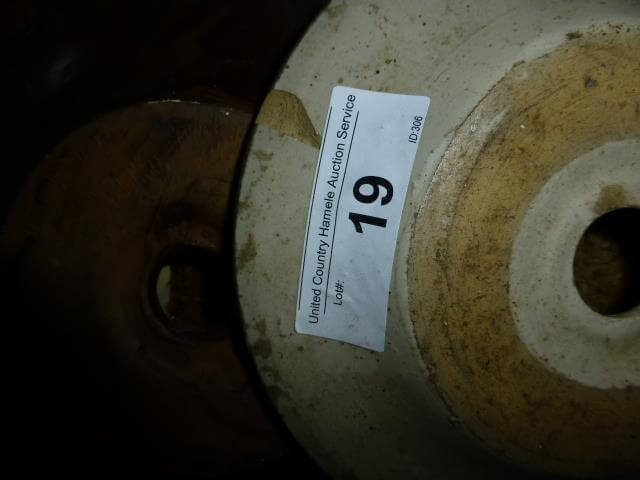 United Country Hamele Auction Service
Lot#: 19
ID:306